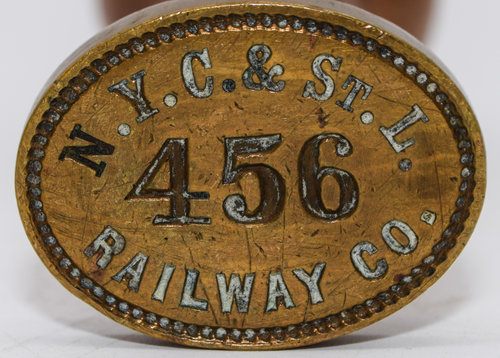 N.Y.C. & ST. L.
456
RAILWAY CO.